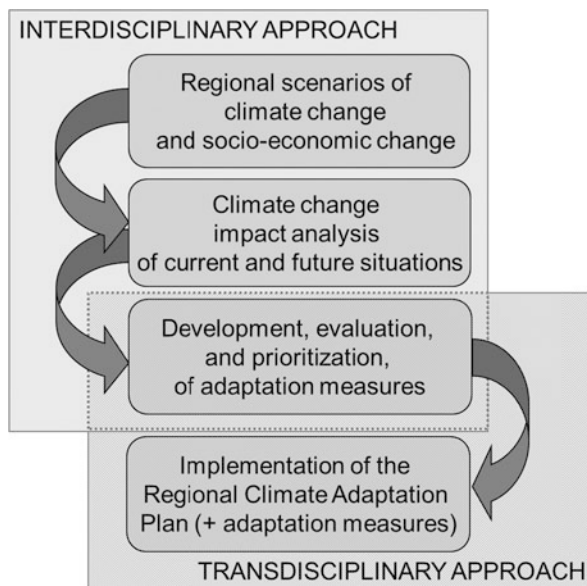 INTERDISCIPLINARY APPROACH
Regional scenarios of
climate change
and socio-economic change
Climate change
impact analysis
of current and future situations
Development, evaluation,
and prioritization,
of adaptation measures
Implementation of the
Regional Climate Adaptation
Plan (+ adaptation measures)
TRANSDISCIPLINARY APPROACH